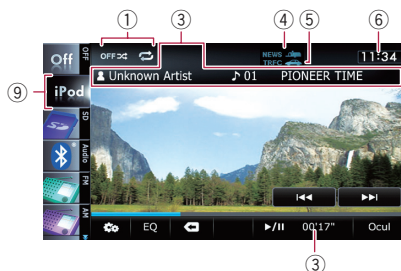 ① ③ ④ ⑤ ⑥
Off OFF
OFF
NEWS
TRFC
11:34
⑨
iPod
Unknown Artist 01 PIONEER TIME
SD
Audio
FM
AM
EQ
00'17"
Ocul
③